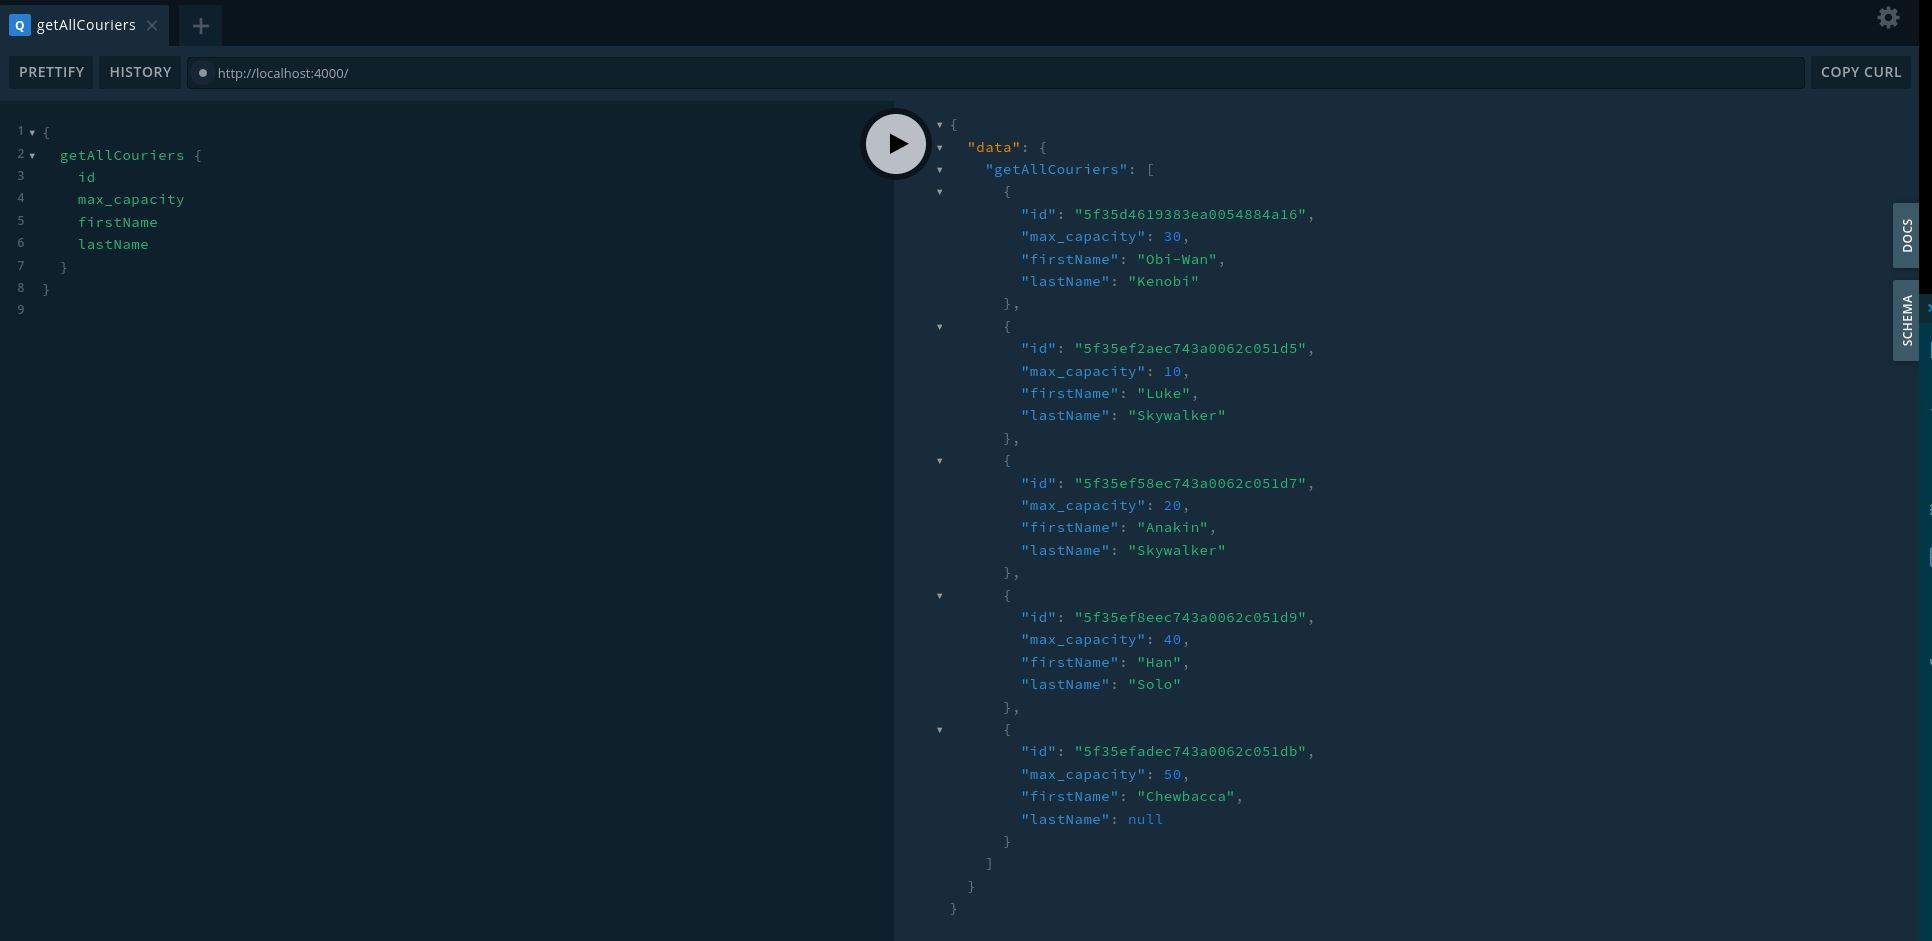 Q getAllCouriers × +
PRETTIFY HISTORY http://localhost:4000/ COPY CURL
1 {
2 getAllCouriers {
3 id
4 max_capacity
5 firstName
6 lastName
7 }
8 }
9
{
"data": {
"getAllCouriers": [
{
"id": "5f35d4619383ea0054884a16",
"max_capacity": 30,
"firstName": "Obi-Wan",
"lastName": "Kenobi"
},
{
"id": "5f35ef2aec743a0062c051d5",
"max_capacity": 10,
"firstName": "Luke",
"lastName": "Skywalker"
},
{
"id": "5f35ef58ec743a0062c051d7",
"max_capacity": 20,
"firstName": "Anakin",
"lastName": "Skywalker"
},
{
"id": "5f35ef8eec743a0062c051d9",
"max_capacity": 40,
"firstName": "Han",
"lastName": "Solo"
},
{
"id": "5f35efadec743a0062c051db",
"max_capacity": 50,
"firstName": "Chewbacca",
"lastName": null
}
]
}
}
DOCS
SCHEMA